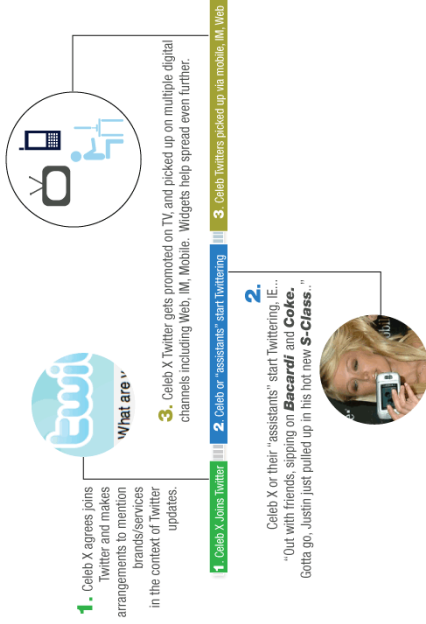 1. Celeb X agrees joins
Twitter and makes
arrangements to mention
brands/services
in the context of Twitter
updates.
twi
What are
3. Celeb X Twitter gets promoted on TV, and picked up on multiple digital
channels including Web, IM, Mobile. Widgets help spread even further.
1. Celeb X Joins Twitter
2. Celeb or “assistants” start Twittering
3. Celeb Twitters picked up via mobile, IM, Web
2.
Celeb X or their “assistants” start Twittering, IE...
“Out with friends, sipping on Bacardi and Coke.
Gotta go, Justin just pulled up in his hot new S-Class..”